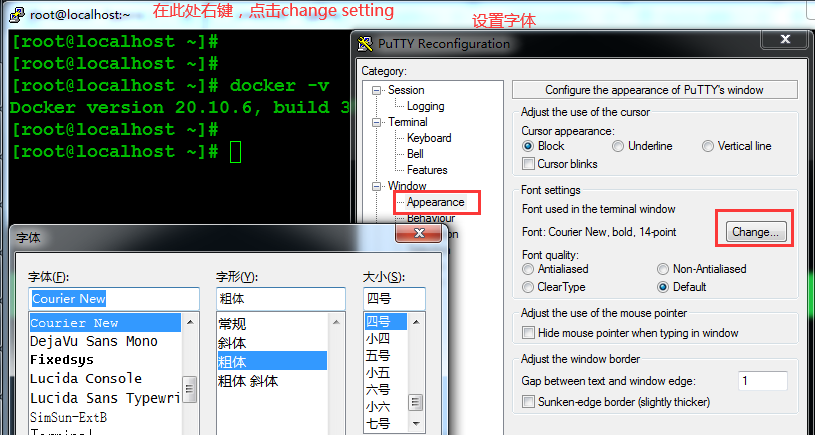 root@localhost:~
在此处右键，点击change setting
设置字体
[root@localhost ~]#
[root@localhost ~]#
[root@localhost ~]# docker -v
Docker version 20.10.6, build 3
[root@localhost ~]#
[root@localhost ~]#
PuTTY Reconfiguration
Category:
Session
Logging
Terminal
Keyboard
Bell
Features
Window
Appearance
Behaviour
Configure the appearance of PuTTY's window
Adjust the use of the cursor
Cursor appearance:
Block Underline Vertical line
Cursor blinks
Font settings
Font used in the terminal window
Font: Courier New, bold, 14-point
Change...
Font quality:
Antialiased Non-Antialiased
ClearType Default
Adjust the use of the mouse pointer
Hide mouse pointer when typing in window
Adjust the window border
Gap between text and window edge: 1
Sunken-edge border (slightly thicker)
字体
字体(F):
Courier New
Courier New
DejaVu Sans Mono
Fixedsys
Lucida Console
Lucida Sans Typewri
SimSun-ExtB
Terminal
字形(Y):
粗体
常规
斜体
粗体
粗体 斜体
大小(S):
四号
四号
小四
五号
小五
六号
小六
七号